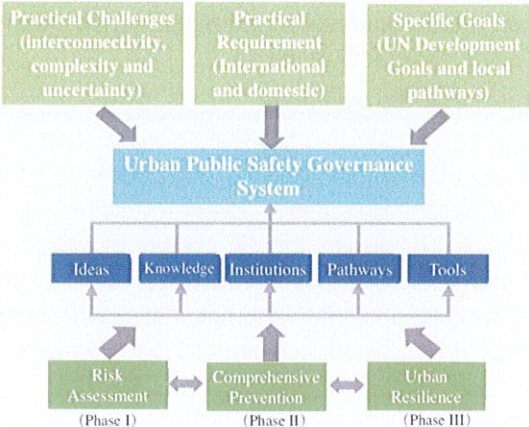 Practical Challenges
(interconnectivity,
complexity and
uncertainty)
Practical
Requirement
(International
and domestic)
Specific Goals
(UN Development
Goals and local
pathways)
Urban Public Safety Governance
System
Ideas
Knowledge
Institutions
Pathways
Tools
Risk
Assessment
(Phase I)
Comprehensive
Prevention
(Phase II)
Urban
Resilience
(Phase III)